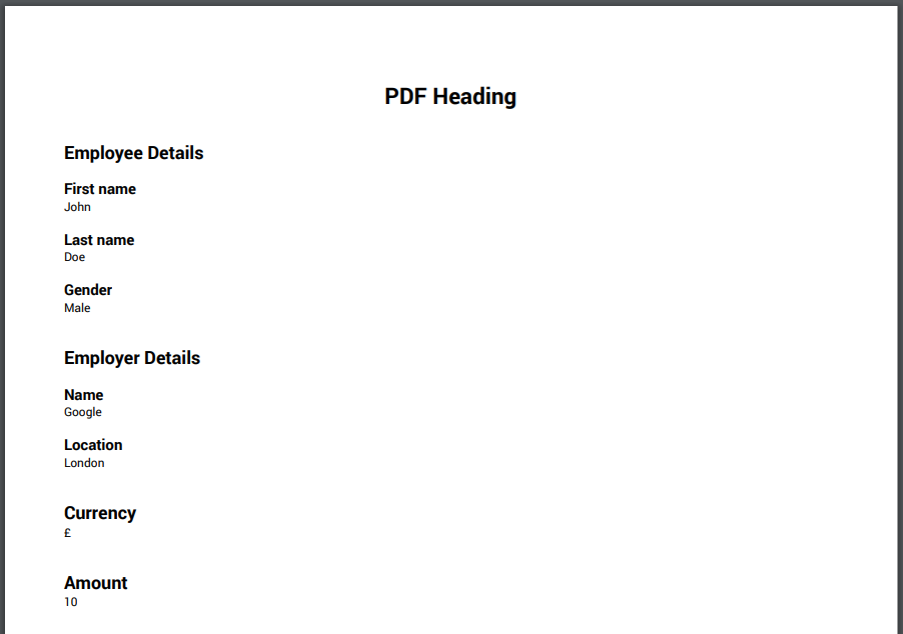 PDF Heading
Employee Details
First name
John
Last name
Doe
Gender
Male
Employer Details
Name
Google
Location
London
Currency
£
Amount
10